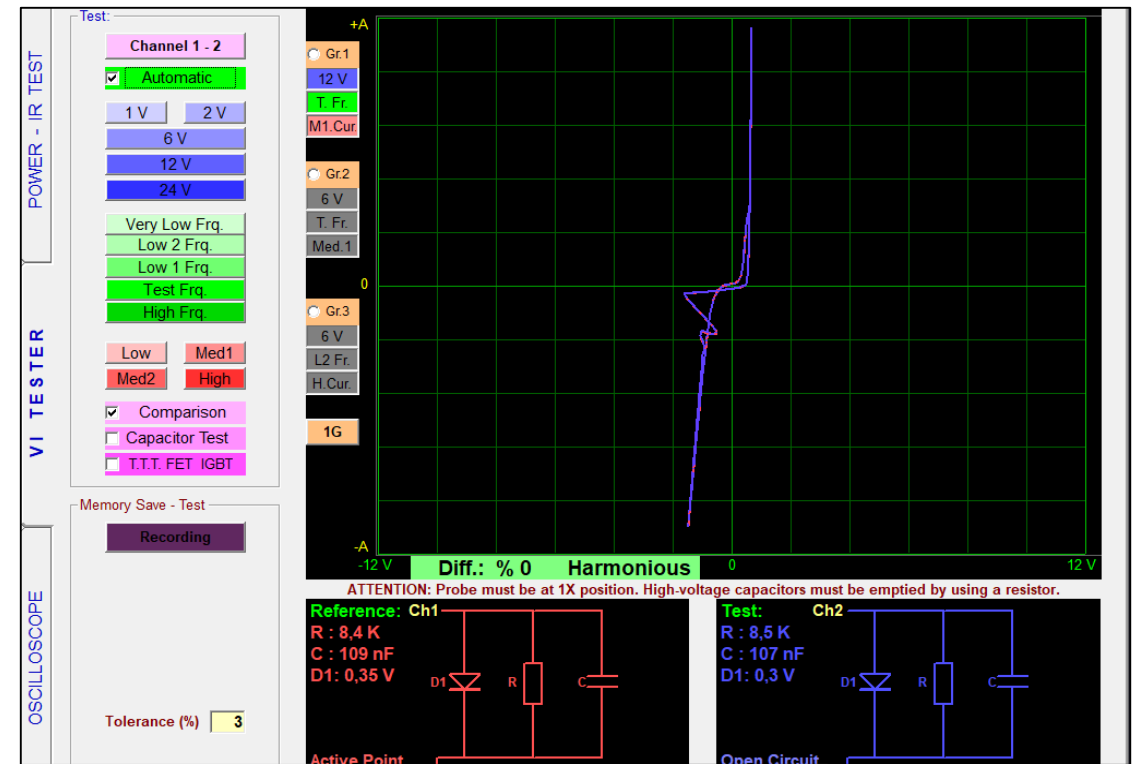 POWER - IR TEST
VI TESTER
OSCILLOSCOPE
Test:
Channel 1 - 2
Automatic
1 V
2 V
6 V
12 V
24 V
Very Low Frq.
Low 2 Frq.
Low 1 Frq.
Test Frq.
High Frq.
Low
Med1
Med2
High
Comparison
Capacitor Test
T.T.T. FET IGBT
Memory Save - Test
Recording
Tolerance (%) 3
Gr.1
12 V
T. Fr.
M1.Cur.
Gr.2
6 V
T. Fr.
Med.1
Gr.3
6 V
L2 Fr.
H.Cur.
1G
+A
0
-A
-12 V
0
12 V
Diff.: % 0 Harmonious
ATTENTION: Probe must be at 1X position. High-voltage capacitors must be emptied by using a resistor.
Reference: Ch1
R : 8,4 K
C : 109 nF
D1: 0,35 V
D1
R
C
Active Point
Test: Ch2
R : 8,5 K
C : 107 nF
D1: 0,3 V
D1
R
C
Open Circuit